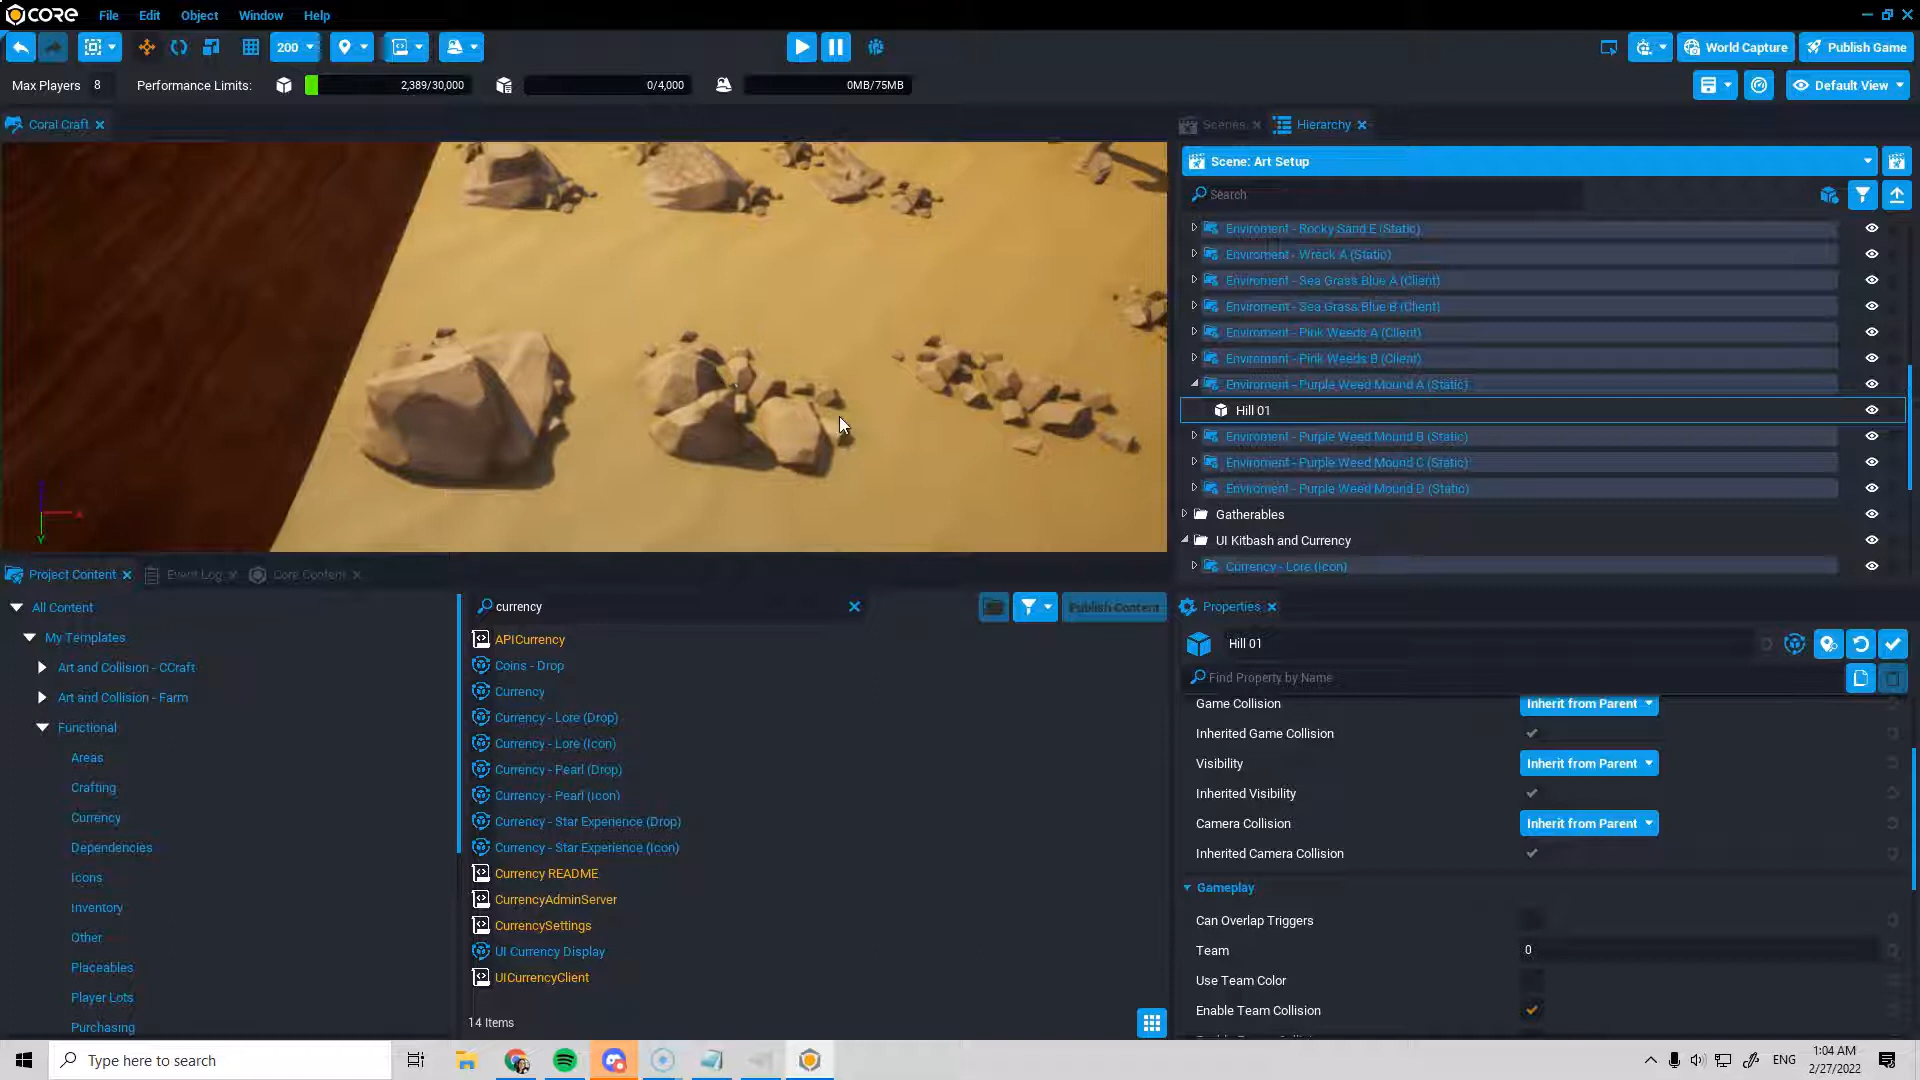 CORE File Edit Object Window Help
200 World Capture Publish Game
Max Players 8 Performance Limits: 2,389/30,000 0/4,000 0MB/75MB Default View
Coral Craft Scenes Hierarchy
Scene: Art Setup
Search
Enviroment - Rocky Sand E (Static)
Enviroment - Wreck A (Static)
Enviroment - Sea Grass Blue A (Client)
Enviroment - Sea Grass Blue B (Client)
Enviroment - Pink Weeds A (Client)
Enviroment - Pink Weeds B (Client)
Enviroment - Purple Weed Mound A (Static)
Hill 01
Enviroment - Purple Weed Mound B (Static)
Enviroment - Purple Weed Mound C (Static)
Enviroment - Purple Weed Mound D (Static)
Gatherables
UI Kitbash and Currency
Currency - Lore (Icon)
Project Content Event Log Core Content
All Content
My Templates
Art and Collision - CCraft
Art and Collision - Farm
Functional
Areas
Crafting
Currency
Dependencies
Icons
Inventory
Other
Placeables
Player Lots
Purchasing
currency Publish Content
APICurrency
Coins - Drop
Currency
Currency - Lore (Drop)
Currency - Lore (Icon)
Currency - Pearl (Drop)
Currency - Pearl (Icon)
Currency - Star Experience (Drop)
Currency - Star Experience (Icon)
Currency README
CurrencyAdminServer
CurrencySettings
UI Currency Display
UICurrencyClient
14 Items
Properties
Hill 01
Find Property by Name
Game Collision Inherit from Parent
Inherited Game Collision
Visibility Inherit from Parent
Inherited Visibility
Camera Collision Inherit from Parent
Inherited Camera Collision
Gameplay
Can Overlap Triggers
Team 0
Use Team Color
Enable Team Collision
Type here to search ENG 1:04 AM
2/27/2022